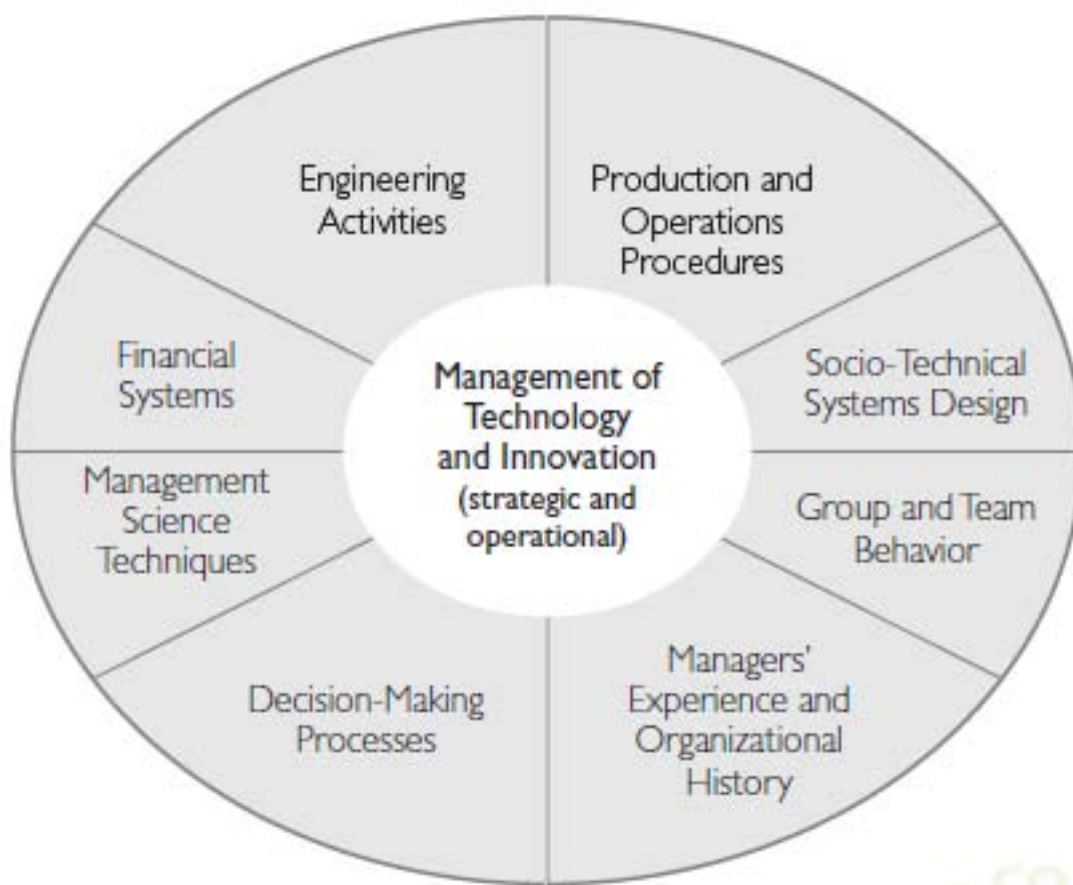 Engineering
Activities
Production and
Operations
Procedures
Financial
Systems
Management of
Technology
and Innovation
(strategic and
operational)
Socio-Technical
Systems Design
Management
Science
Techniques
Group and Team
Behavior
Decision-Making
Processes
Managers'
Experience and
Organizational
History